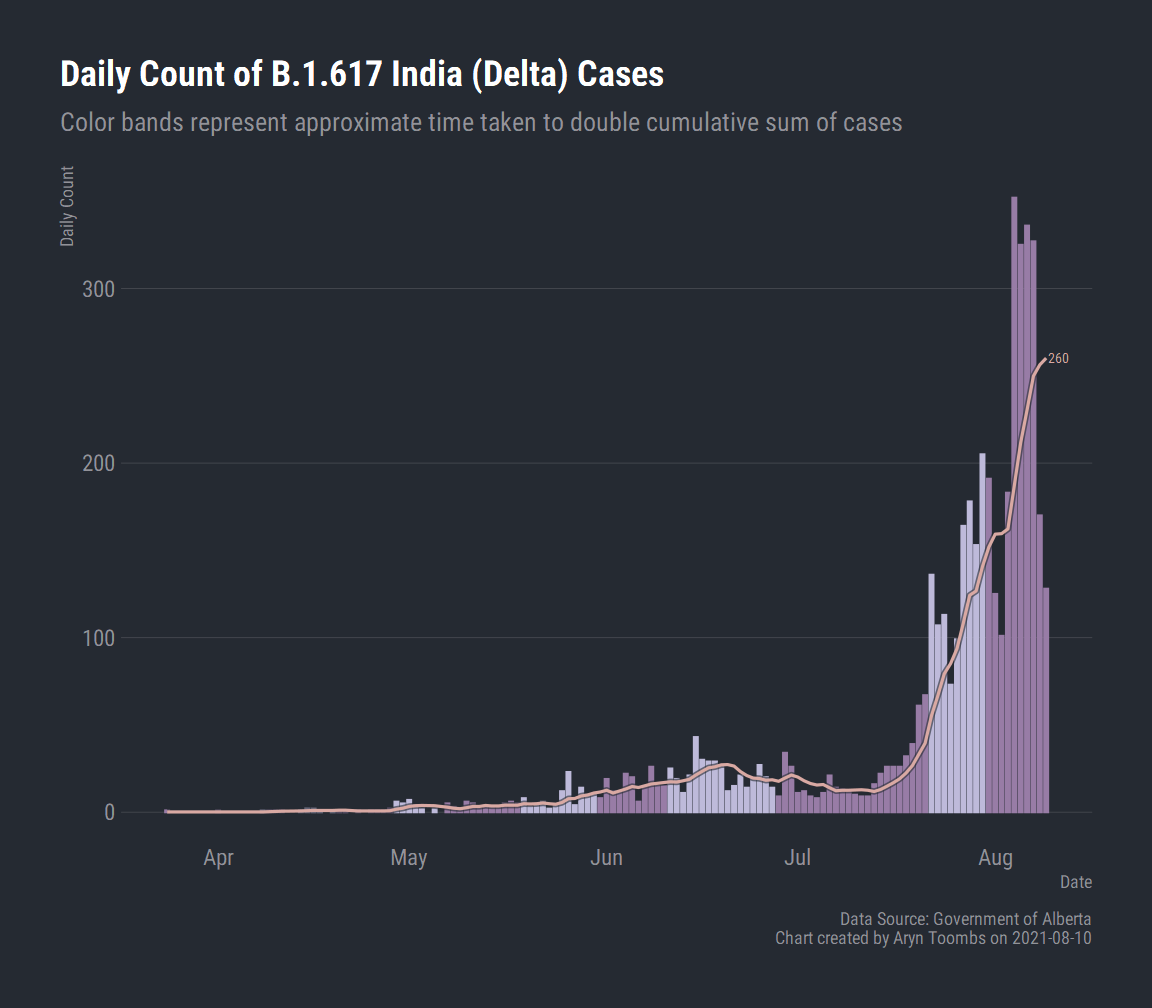 Daily Count of B.1.617 India (Delta) Cases
Color bands represent approximate time taken to double cumulative sum of cases
Daily Count
300
260
200
100
0
Apr May Jun Jul Aug
Date
Data Source: Government of Alberta
Chart created by Aryn Toombs on 2021-08-10